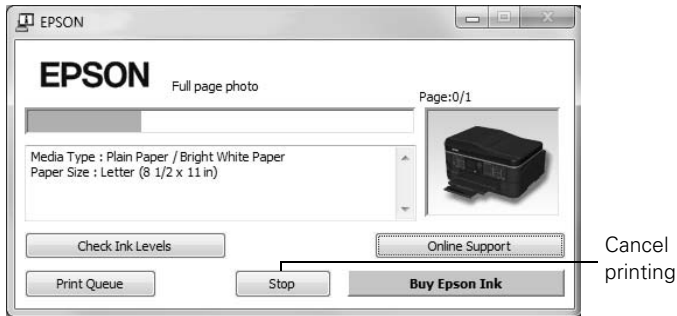 EPSON
EPSON
Full page photo
Page:0/1
Media Type : Plain Paper / Bright White Paper
Paper Size : Letter (8 1/2 x 11 in)
Check Ink Levels
Online Support
Print Queue
Stop
Buy Epson Ink
Cancel
printing